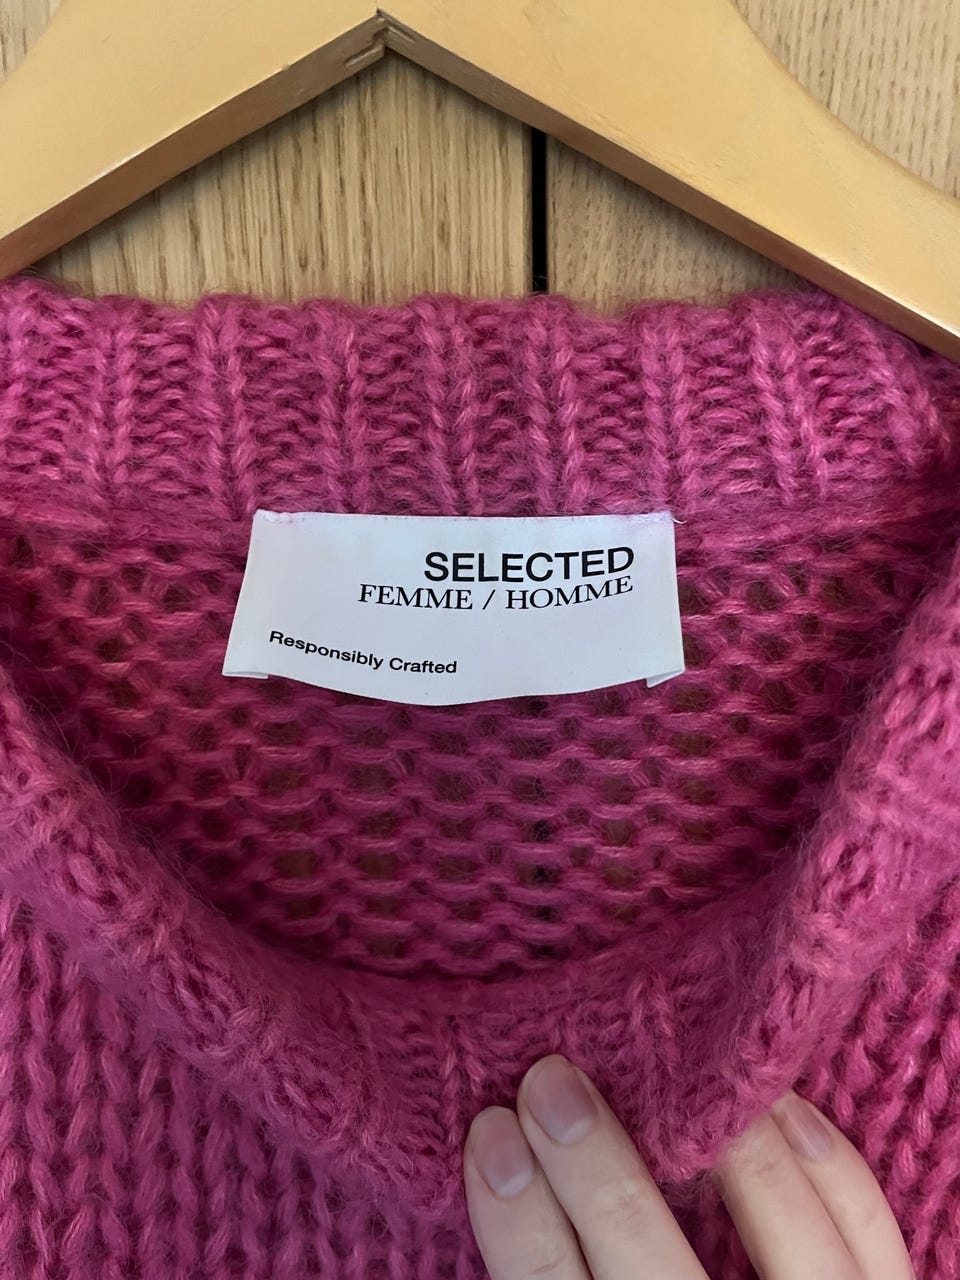 SELECTED
FEMME / HOMME
Responsibly Crafted